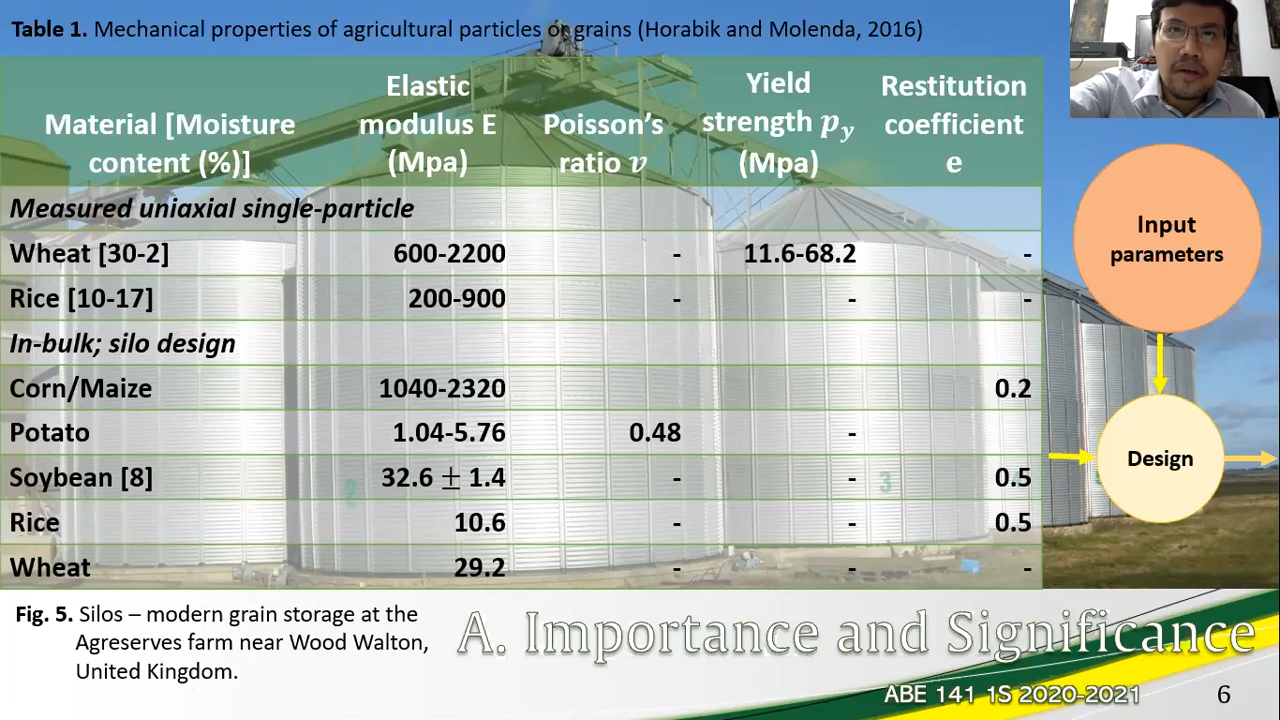 Table 1. Mechanical properties of agricultural particles or grains (Horabik and Molenda, 2016)
Material [Moisture content (%)] Elastic modulus E (Mpa) Poisson's ratio v Yield strength p_y (Mpa) Restitution coefficient e
Measured uniaxial single-particle
Wheat [30-2] 600-2200 - 11.6-68.2 -
Rice [10-17] 200-900 - - -
In-bulk; silo design
Corn/Maize 1040-2320 0.2
Potato 1.04-5.76 0.48 -
Soybean [8] 32.6 ± 1.4 - - 0.5
Rice 10.6 - - 0.5
Wheat 29.2 - - -
Input
parameters
Design
3
Fig. 5. Silos – modern grain storage at the
Agreserves farm near Wood Walton,
United Kingdom.
A. Importance and Significance
ABE 141 1S 2020-2021
6